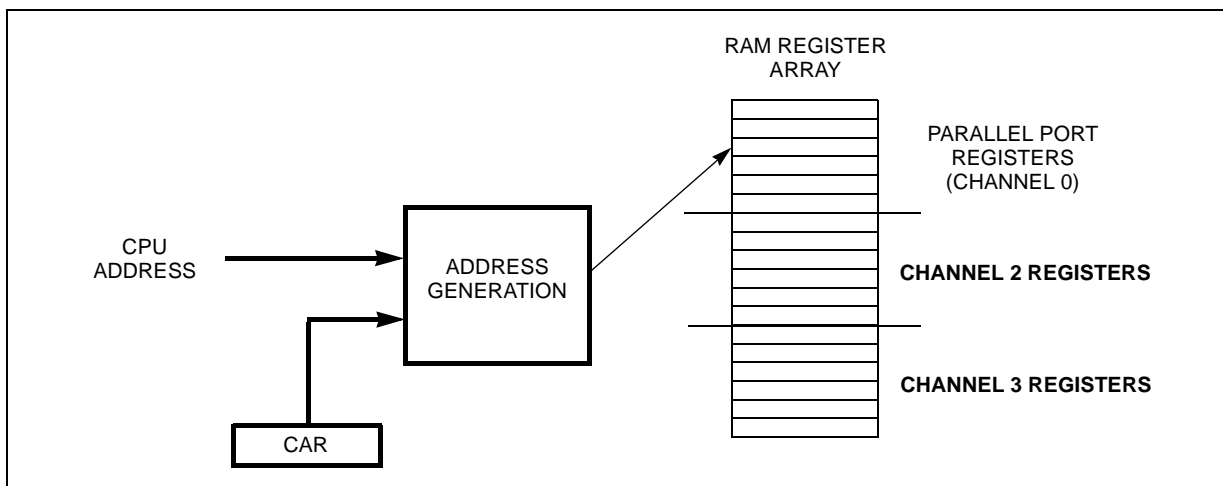 RAM REGISTER
ARRAY
PARALLEL PORT
REGISTERS
(CHANNEL 0)
CPU
ADDRESS
ADDRESS
GENERATION
CHANNEL 2 REGISTERS
CHANNEL 3 REGISTERS
CAR